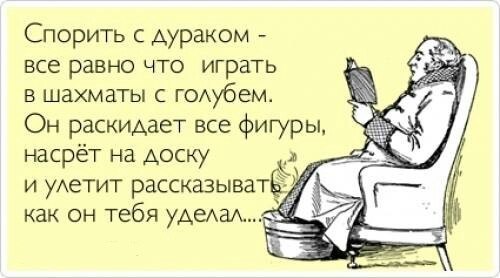 Спорить с дураком -
все равно что играть
в шахматы с голубем.
Он раскидает все фигуры,
насрёт на доску
и улетит рассказывать
как он тебя уделал....